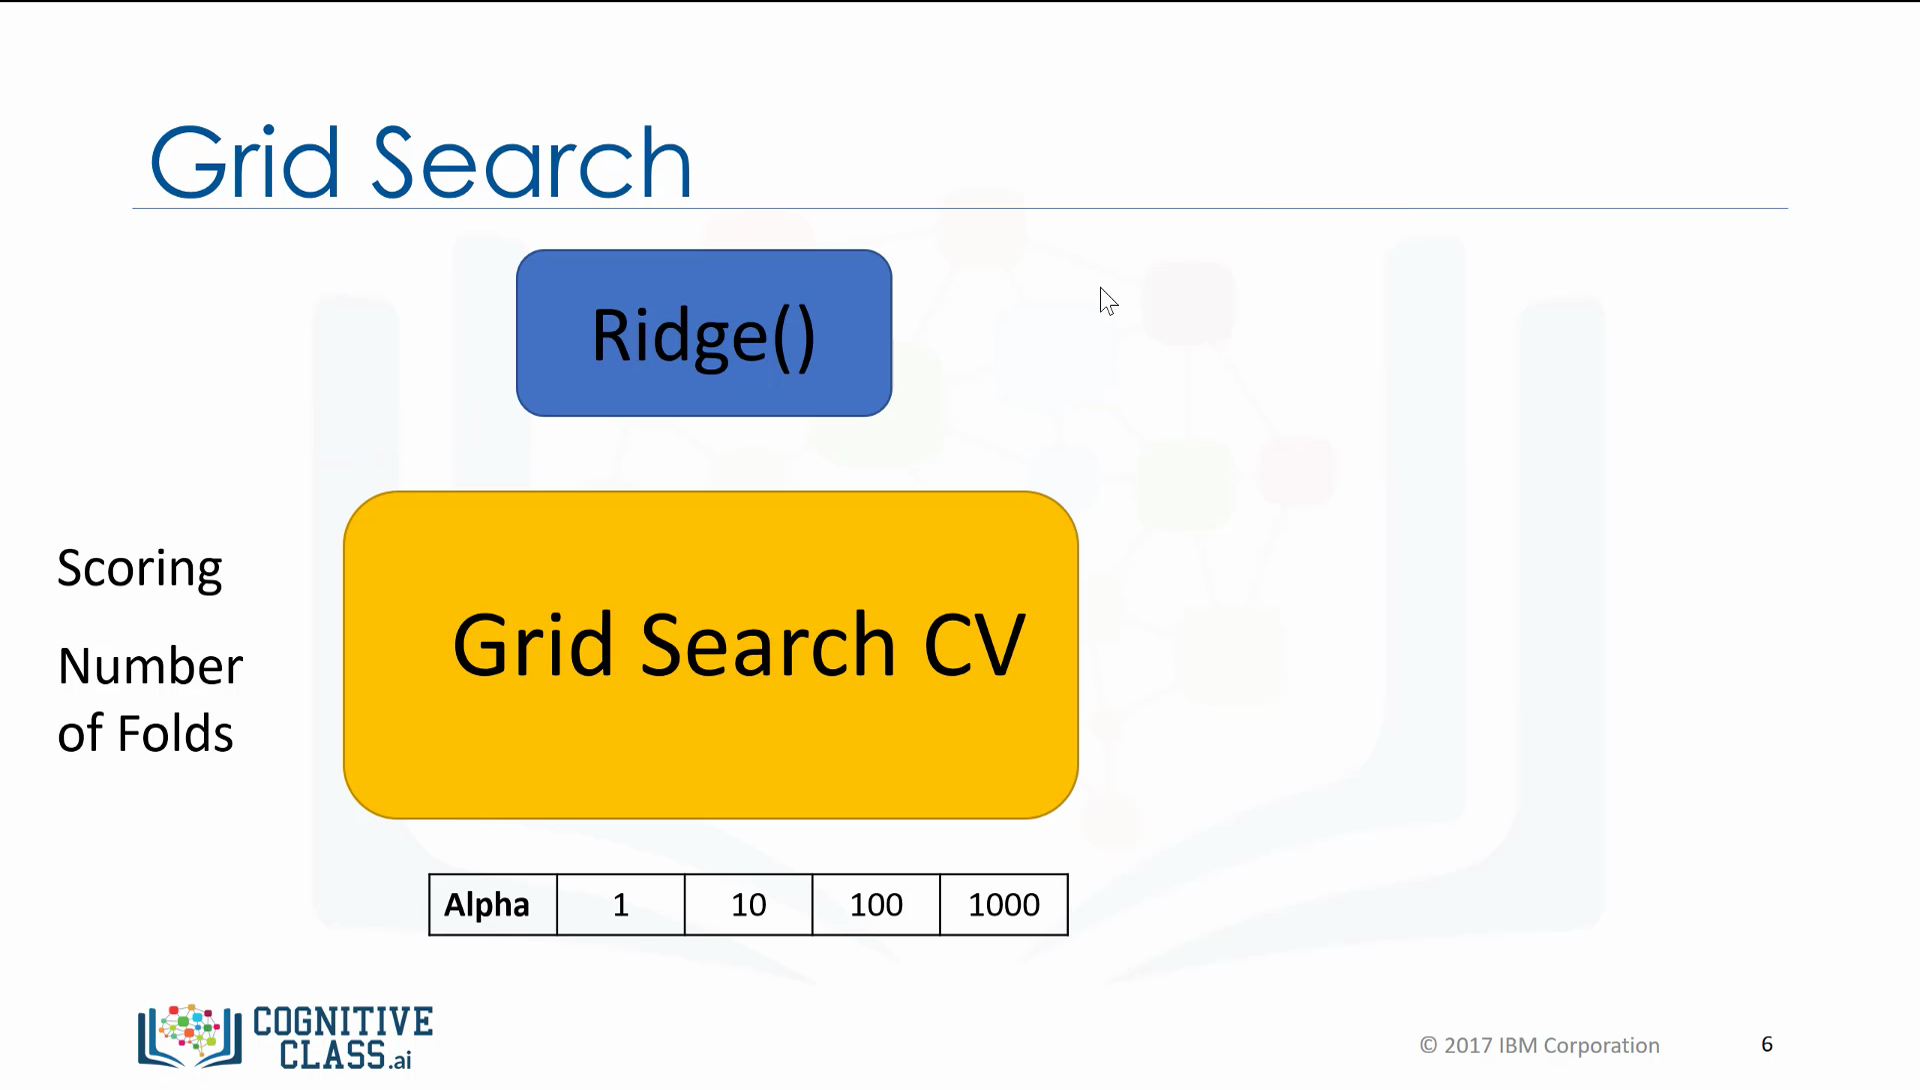 Grid Search
Ridge()
Scoring
Number
of Folds
Grid Search CV
Alpha 1 10 100 1000
COGNITIVE
CLASS.ai
© 2017 IBM Corporation 6